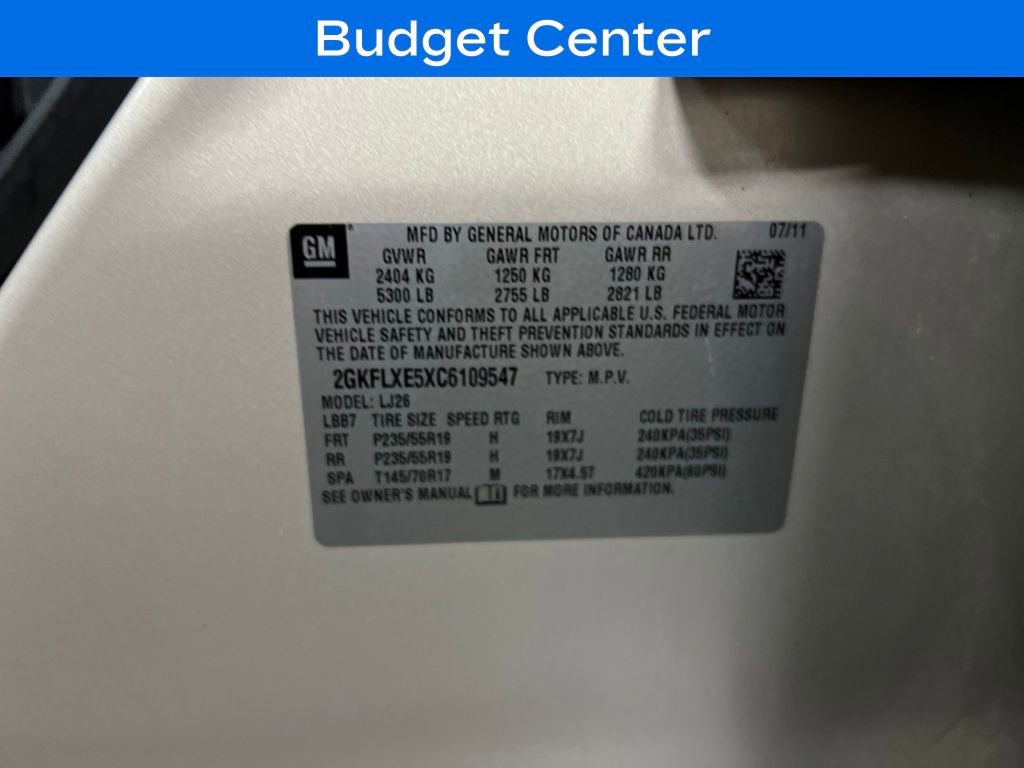 Budget Center
GM
MFD BY GENERAL MOTORS OF CANADA LTD. 07/11
GVWR GAWR FRT GAWR RR
2404 KG 1250 KG 1280 KG
5300 LB 2755 LB 2821 LB
THIS VEHICLE CONFORMS TO ALL APPLICABLE U.S. FEDERAL MOTOR
VEHICLE SAFETY AND THEFT PREVENTION STANDARDS IN EFFECT ON
THE DATE OF MANUFACTURE SHOWN ABOVE.
2GKFLXE5XC6109547 TYPE: M.P.V.
MODEL: LJ26
LBB7 TIRE SIZE SPEED RTG RIM COLD TIRE PRESSURE
FRT P235/55R19 H 19X7J 240KPA(35PSI)
RR P235/55R19 H 19X7J 240KPA(35PSI)
SPA T145/70R17 M 17X4.5T 420KPA(60PSI)
SEE OWNER'S MANUAL FOR MORE INFORMATION.